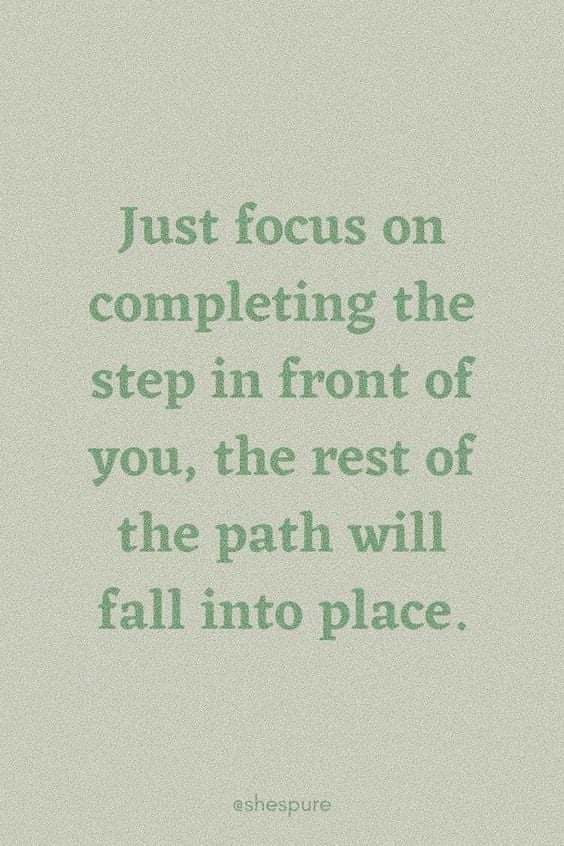 Just focus on
completing the
step in front of
you, the rest of
the path will
fall into place.
@shespure